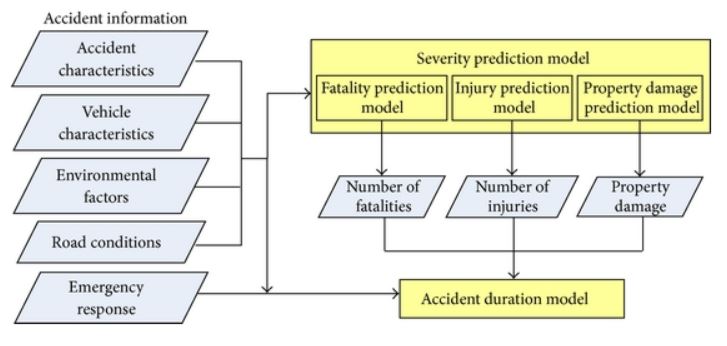 Accident information
Accident
characteristics
Vehicle
characteristics
Environmental
factors
Road conditions
Emergency
response
Severity prediction model
Fatality prediction
model
Injury prediction
model
Property damage
prediction model
Number of
fatalities
Number of
injuries
Property
damage
Accident duration model